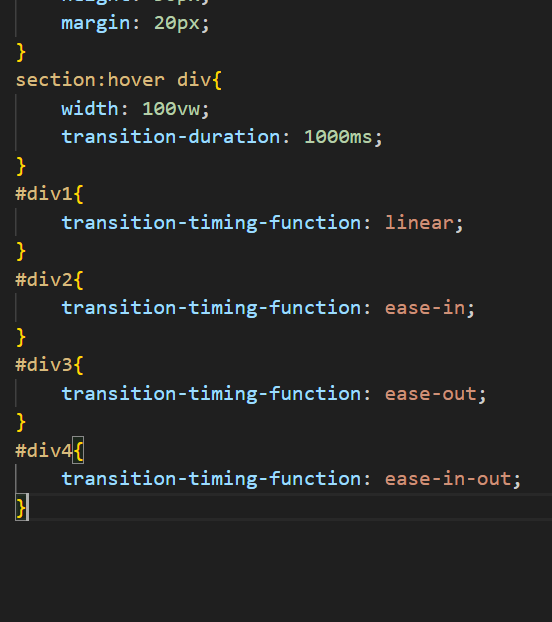 margin: 20px;
}
section:hover div{
width: 100vw;
transition-duration: 1000ms;
}
#div1{
transition-timing-function: linear;
}
#div2{
transition-timing-function: ease-in;
}
#div3{
transition-timing-function: ease-out;
}
#div4{
transition-timing-function: ease-in-out;
}